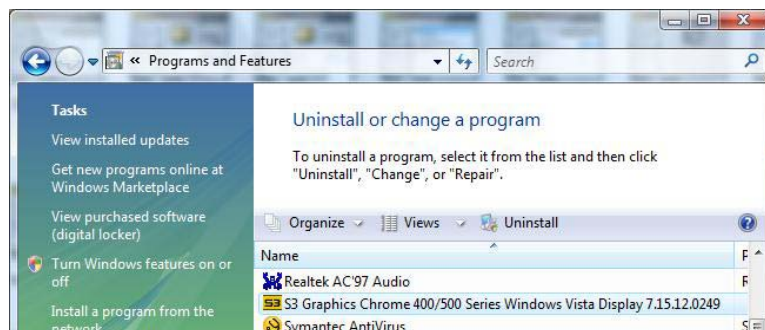 « Programs and Features
Search
Tasks
View installed updates
Get new programs online at
Windows Marketplace
View purchased software
(digital locker)
Turn Windows features on or
off
Install a program from the
network
Uninstall or change a program
To uninstall a program, select it from the list and then click
"Uninstall", "Change", or "Repair".
Organize Views Uninstall
Name P
Realtek AC'97 Audio R
S3 S3 Graphics Chrome 400/500 Series Windows Vista Display 7.15.12.0249
Symantec AntiVirus S